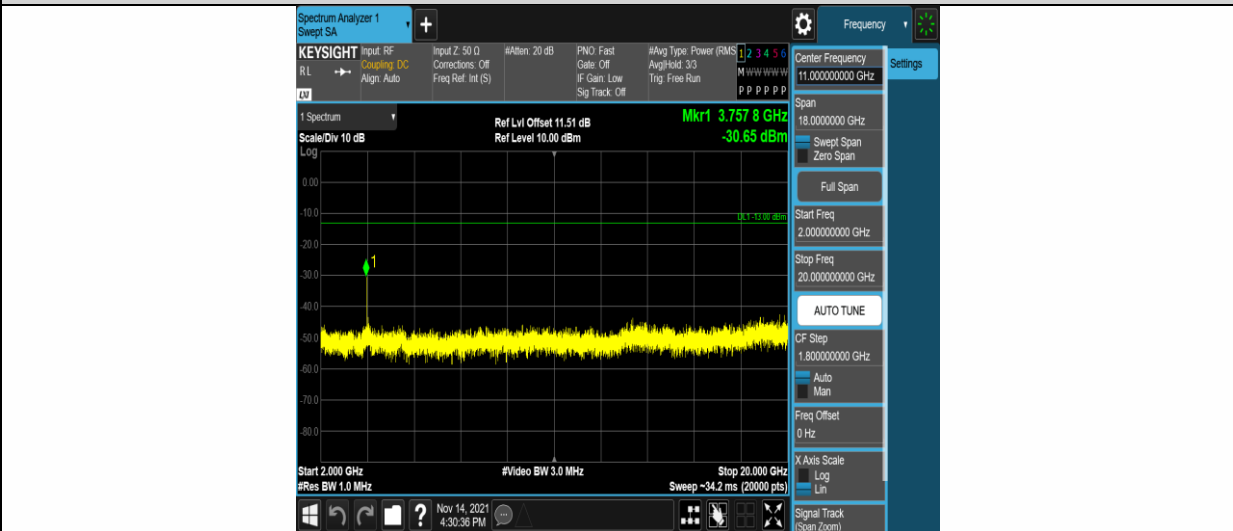 Spectrum Analyzer 1
Swept SA
+
Frequency
KEYSIGHT
RL
LXI
Input: RF
Coupling: DC
Align: Auto
Input Z: 50 Ω
Corrections: Off
Freq Ref: Int (S)
#Atten: 20 dB
PNO: Fast
Gate: Off
IF Gain: Low
Sig Track: Off
#Avg Type: Power (RMS
Avg|Hold: 3/3
Trig: Free Run
1 2 3 4 5 6
M W W W W W
P P P P P P
Center Frequency
11.000000000 GHz
Settings
Span
18.0000000 GHz
Swept Span
Zero Span
Full Span
Start Freq
2.000000000 GHz
Stop Freq
20.000000000 GHz
AUTO TUNE
CF Step
1.800000000 GHz
Auto
Man
Freq Offset
0 Hz
X Axis Scale
Log
Lin
Signal Track
(Span Zoom)
1 Spectrum
Scale/Div 10 dB
Log
Ref Lvl Offset 11.51 dB
Ref Level 10.00 dBm
Mkr1 3.757 8 GHz
-30.65 dBm
0.00
-10.0
-20.0
-30.0
-40.0
-50.0
-60.0
-70.0
-80.0
DL1 -13.00 dBm
1
Start 2.000 GHz
#Res BW 1.0 MHz
#Video BW 3.0 MHz
Stop 20.000 GHz
Sweep ~34.2 ms (20000 pts)
?
Nov 14, 2021
4:30:36 PM